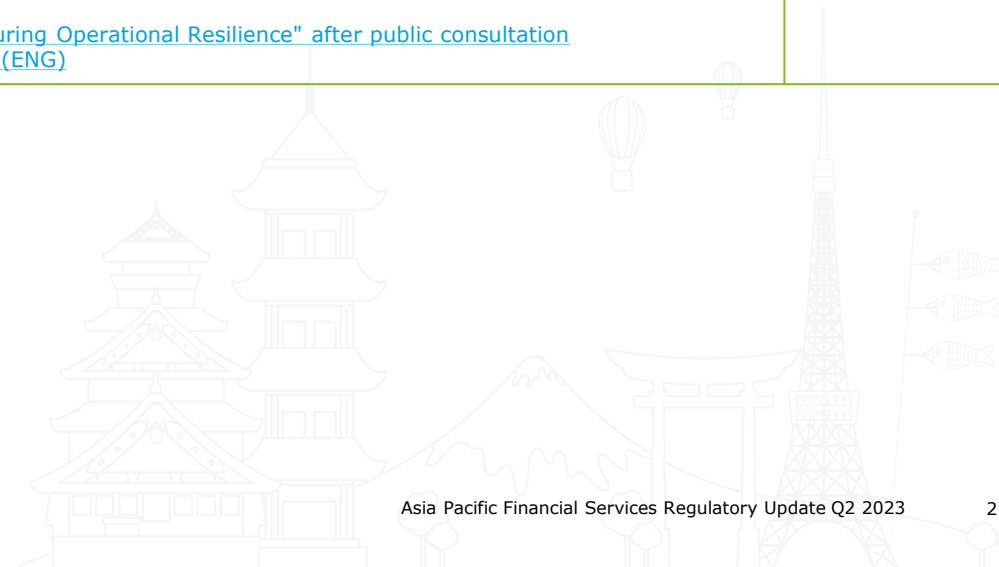 uring Operational Resilience" after public consultation
(ENG)
Asia Pacific Financial Services Regulatory Update Q2 2023 2